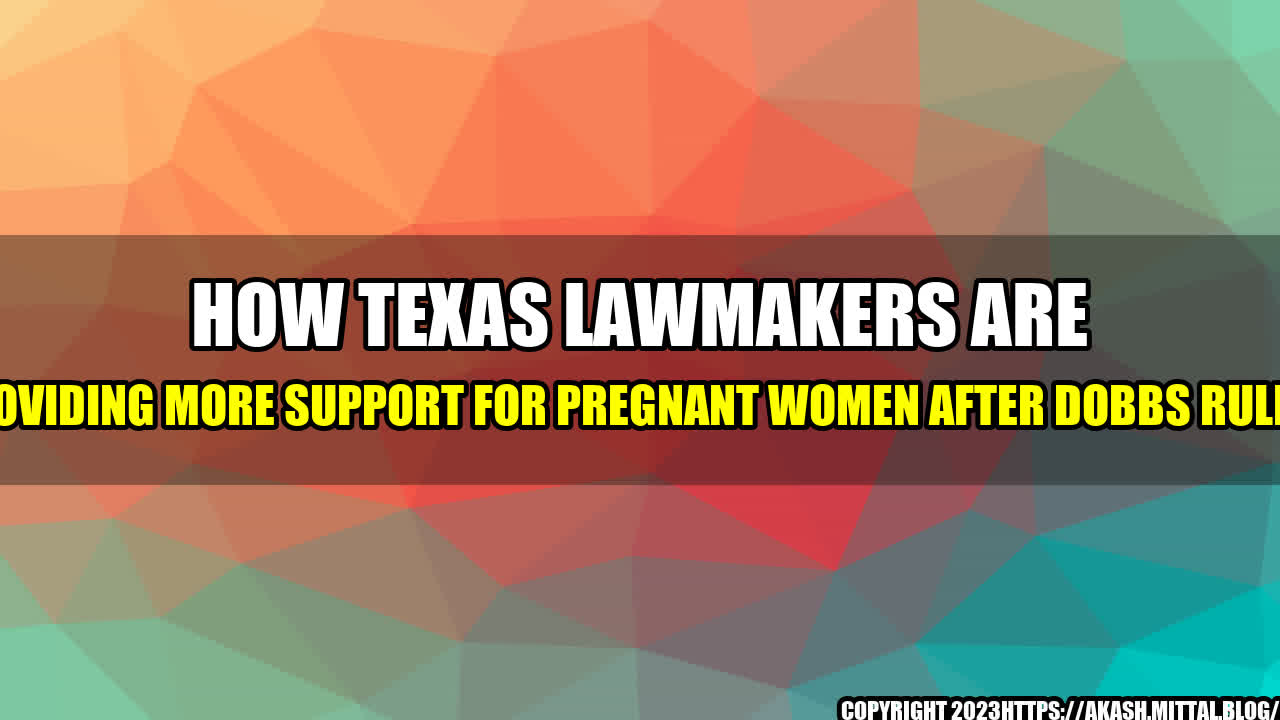 HOW TEXAS LAWMAKERS ARE
OVIDING MORE SUPPORT FOR PREGNANT WOMEN AFTER DOBBS RULI
COPYRIGHT 2023HTTPS://AKASH.MITTAL.BLOG/